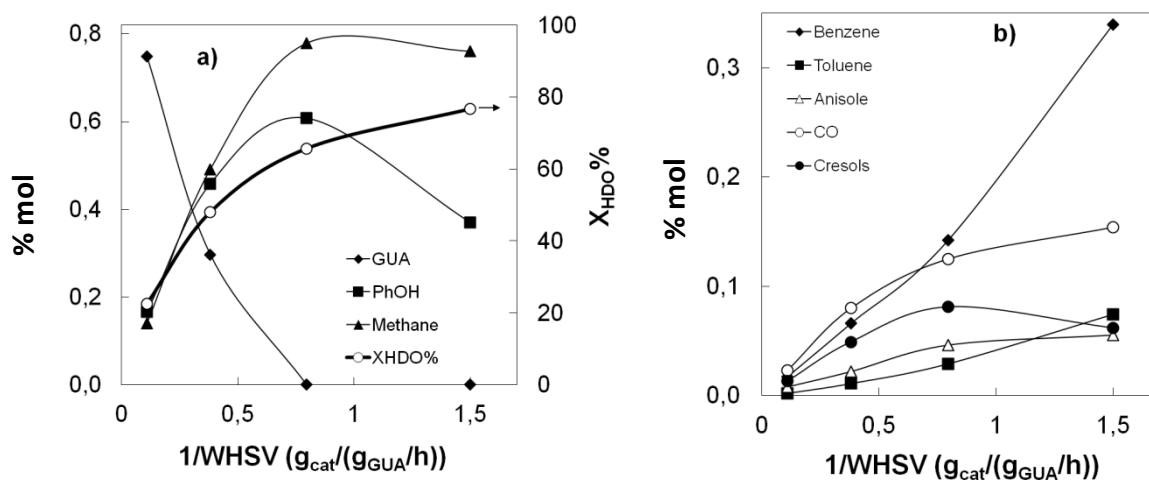 a)
% mol
0,8
0,6
0,4
0,2
0,0
0
0,5
1
1,5
100
80
60
40
20
0
X_HDO%
GUA
PhOH
Methane
XHDO%
1/WHSV (g_cat/(g_GUA/h))
b)
% mol
0,3
0,2
0,1
0,0
0
0,5
1
1,5
Benzene
Toluene
Anisole
CO
Cresols
1/WHSV (g_cat/(g_GUA/h))